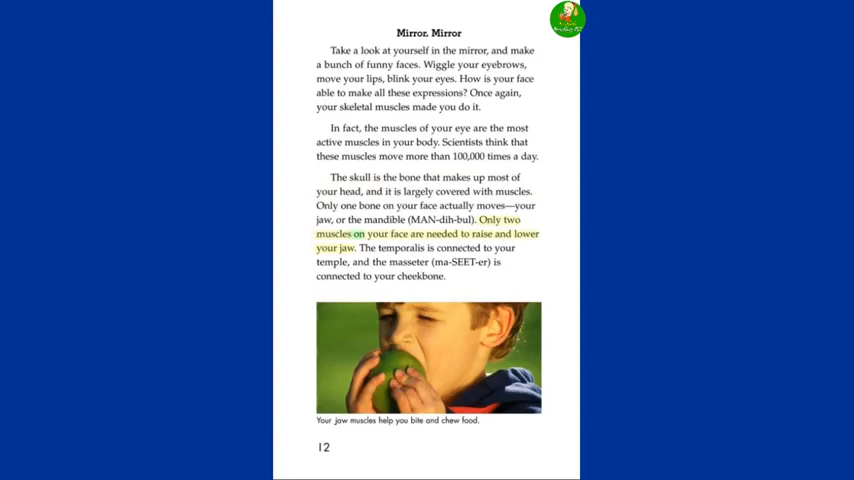 Mirror, Mirror
Take a look at yourself in the mirror, and make
a bunch of funny faces. Wiggle your eyebrows,
move your lips, blink your eyes. How is your face
able to make all these expressions? Once again,
your skeletal muscles made you do it.
In fact, the muscles of your eye are the most
active muscles in your body. Scientists think that
these muscles move more than 100,000 times a day.
The skull is the bone that makes up most of
your head, and it is largely covered with muscles.
Only one bone on your face actually moves—your
jaw, or the mandible (MAN-dih-bul). Only two
muscles on your face are needed to raise and lower
your jaw. The temporalis is connected to your
temple, and the masseter (ma-SEET-er) is
connected to your cheekbone.
Your jaw muscles help you bite and chew food.
12